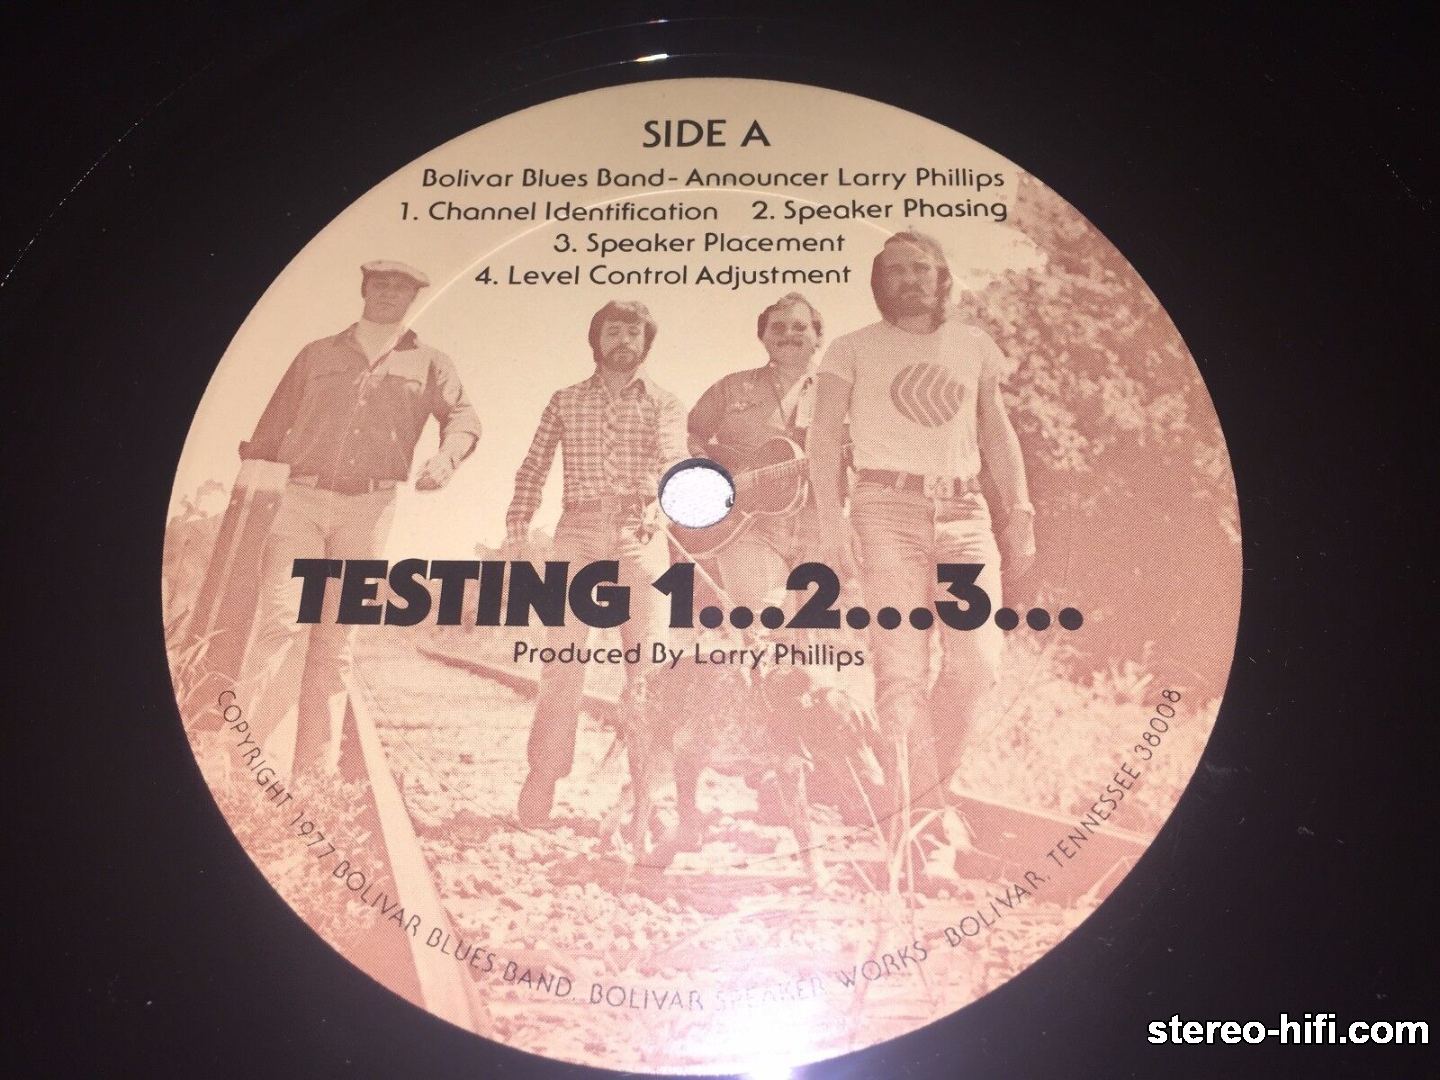 SIDE A
Bolivar Blues Band - Announcer Larry Phillips
1. Channel Identification 2. Speaker Phasing
3. Speaker Placement
4. Level Control Adjustment
TESTING 1...2...3...
Produced By Larry Phillips
COPYRIGHT 1977 BOLIVAR BLUES BAND. BOLIVAR SPEAKER WORKS BOLIVAR, TENNESSEE 38008
stereo-hifi.com